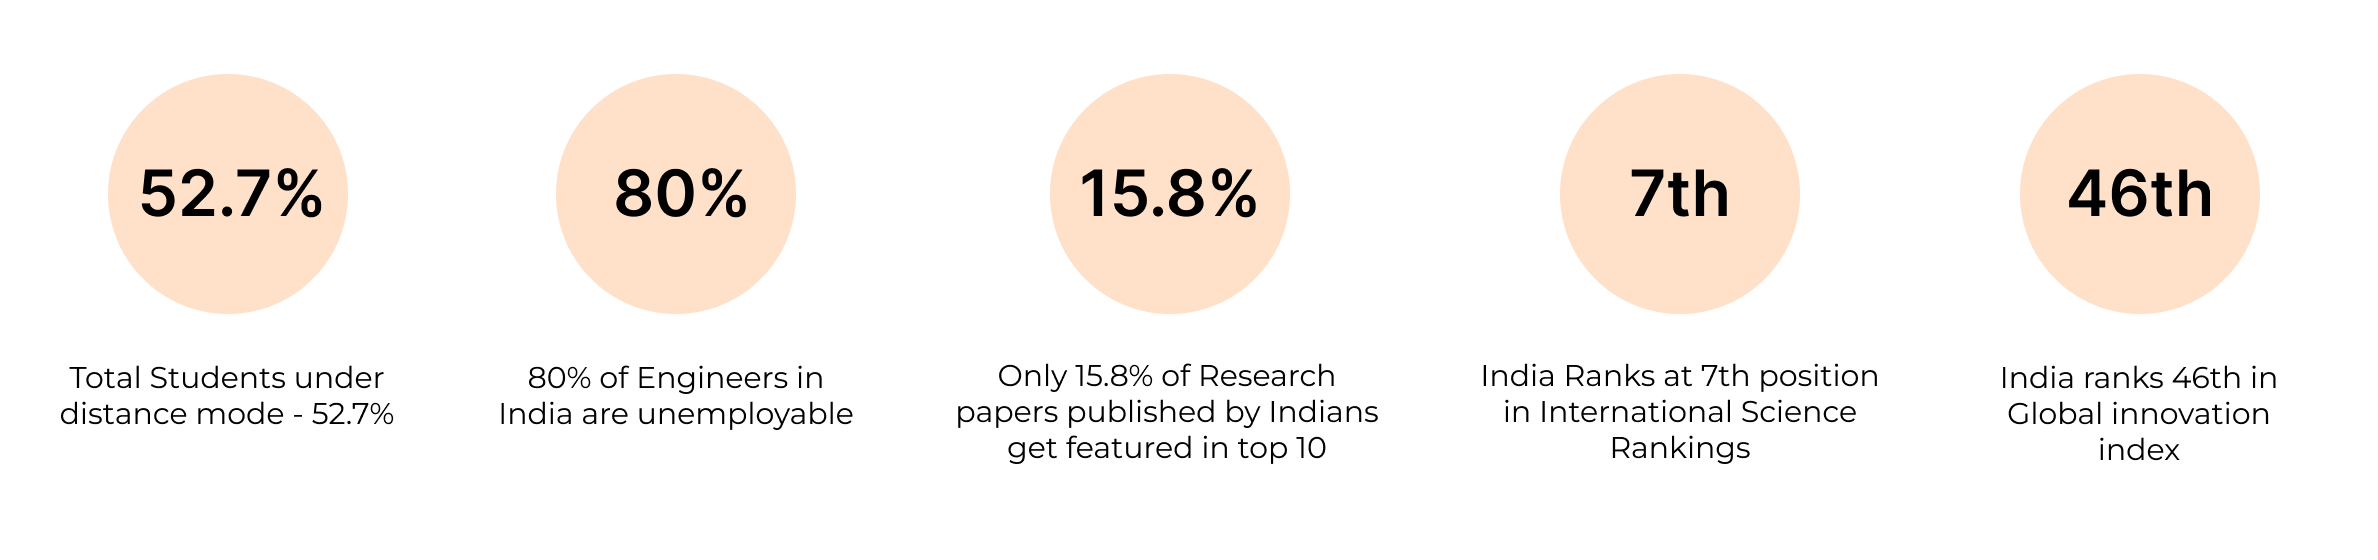 52.7%
80%
15.8%
7th
46th
Total Students under
distance mode - 52.7%
80% of Engineers in
India are unemployable
Only 15.8% of Research
papers published by Indians
get featured in top 10
India Ranks at 7th position
in International Science
Rankings
India ranks 46th in
Global innovation
index